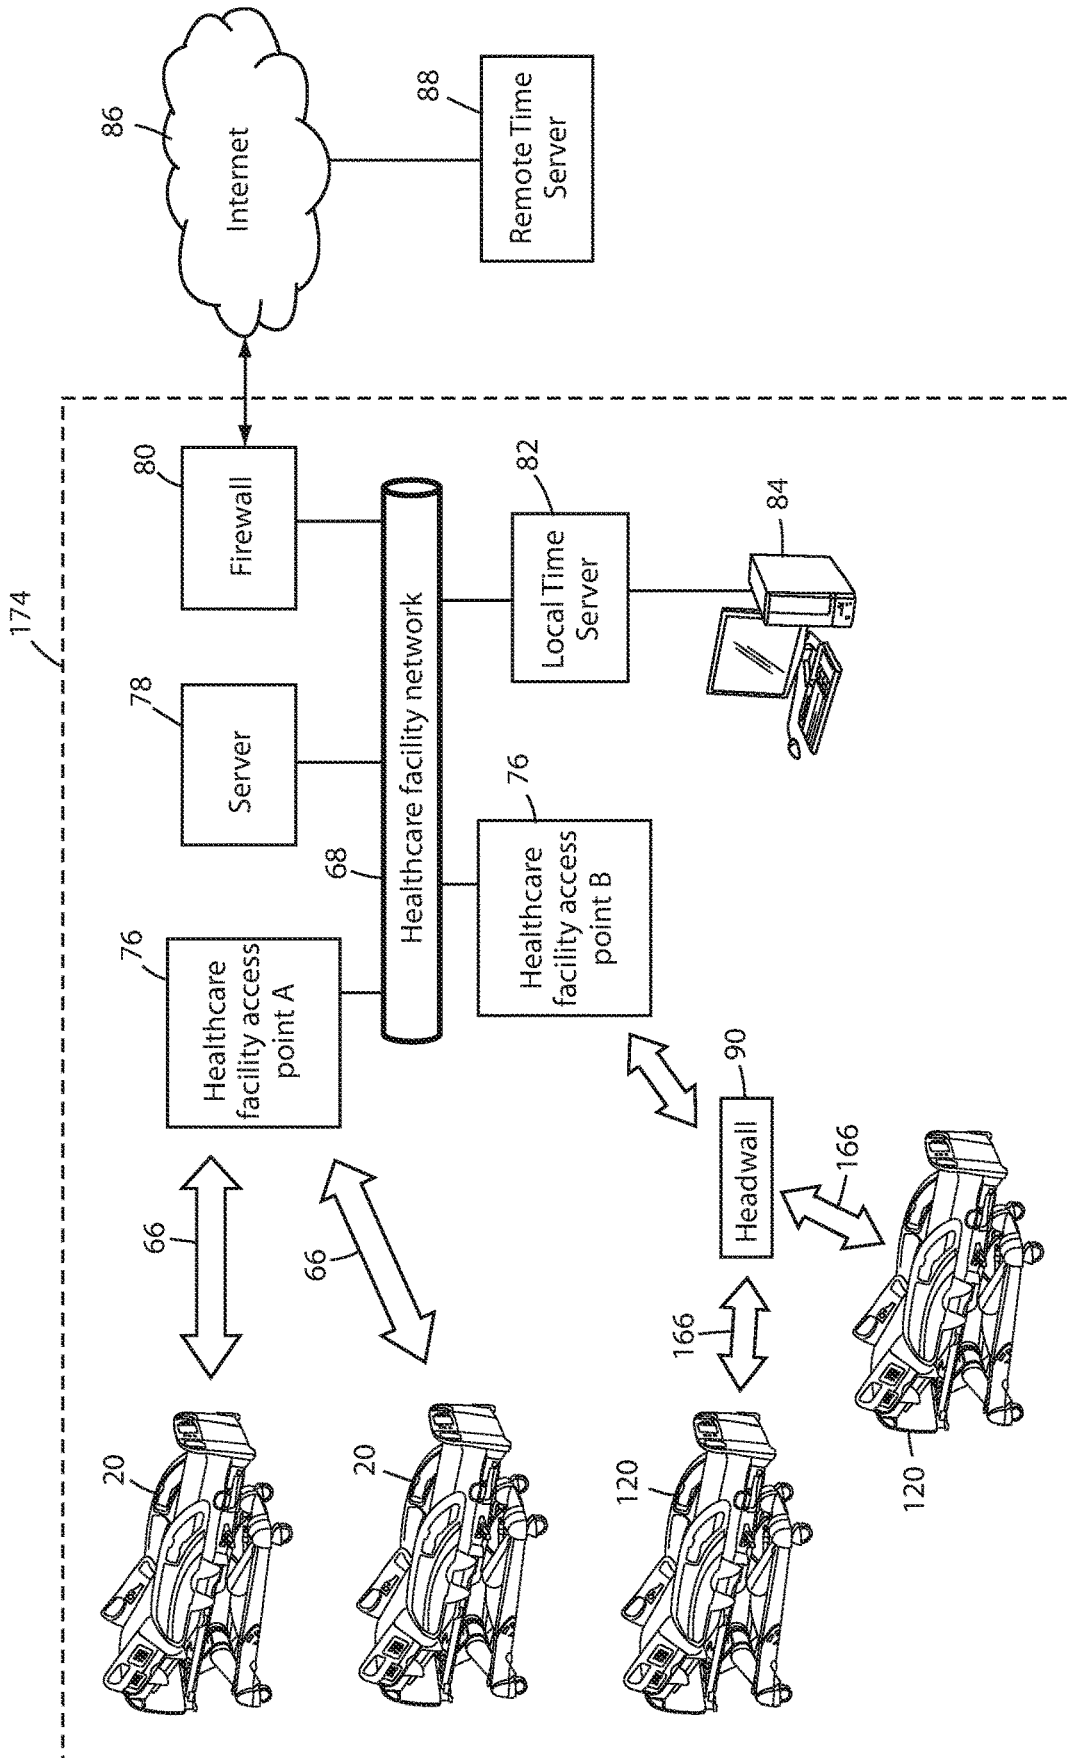 174
20
66
76
Healthcare
facility access
point A
78
Server
80
Firewall
86
Internet
20
66
68
Healthcare facility network
88
Remote Time
Server
76
Healthcare
facility access
point B
82
Local Time
Server
84
120
166
90
Headwall
166
120